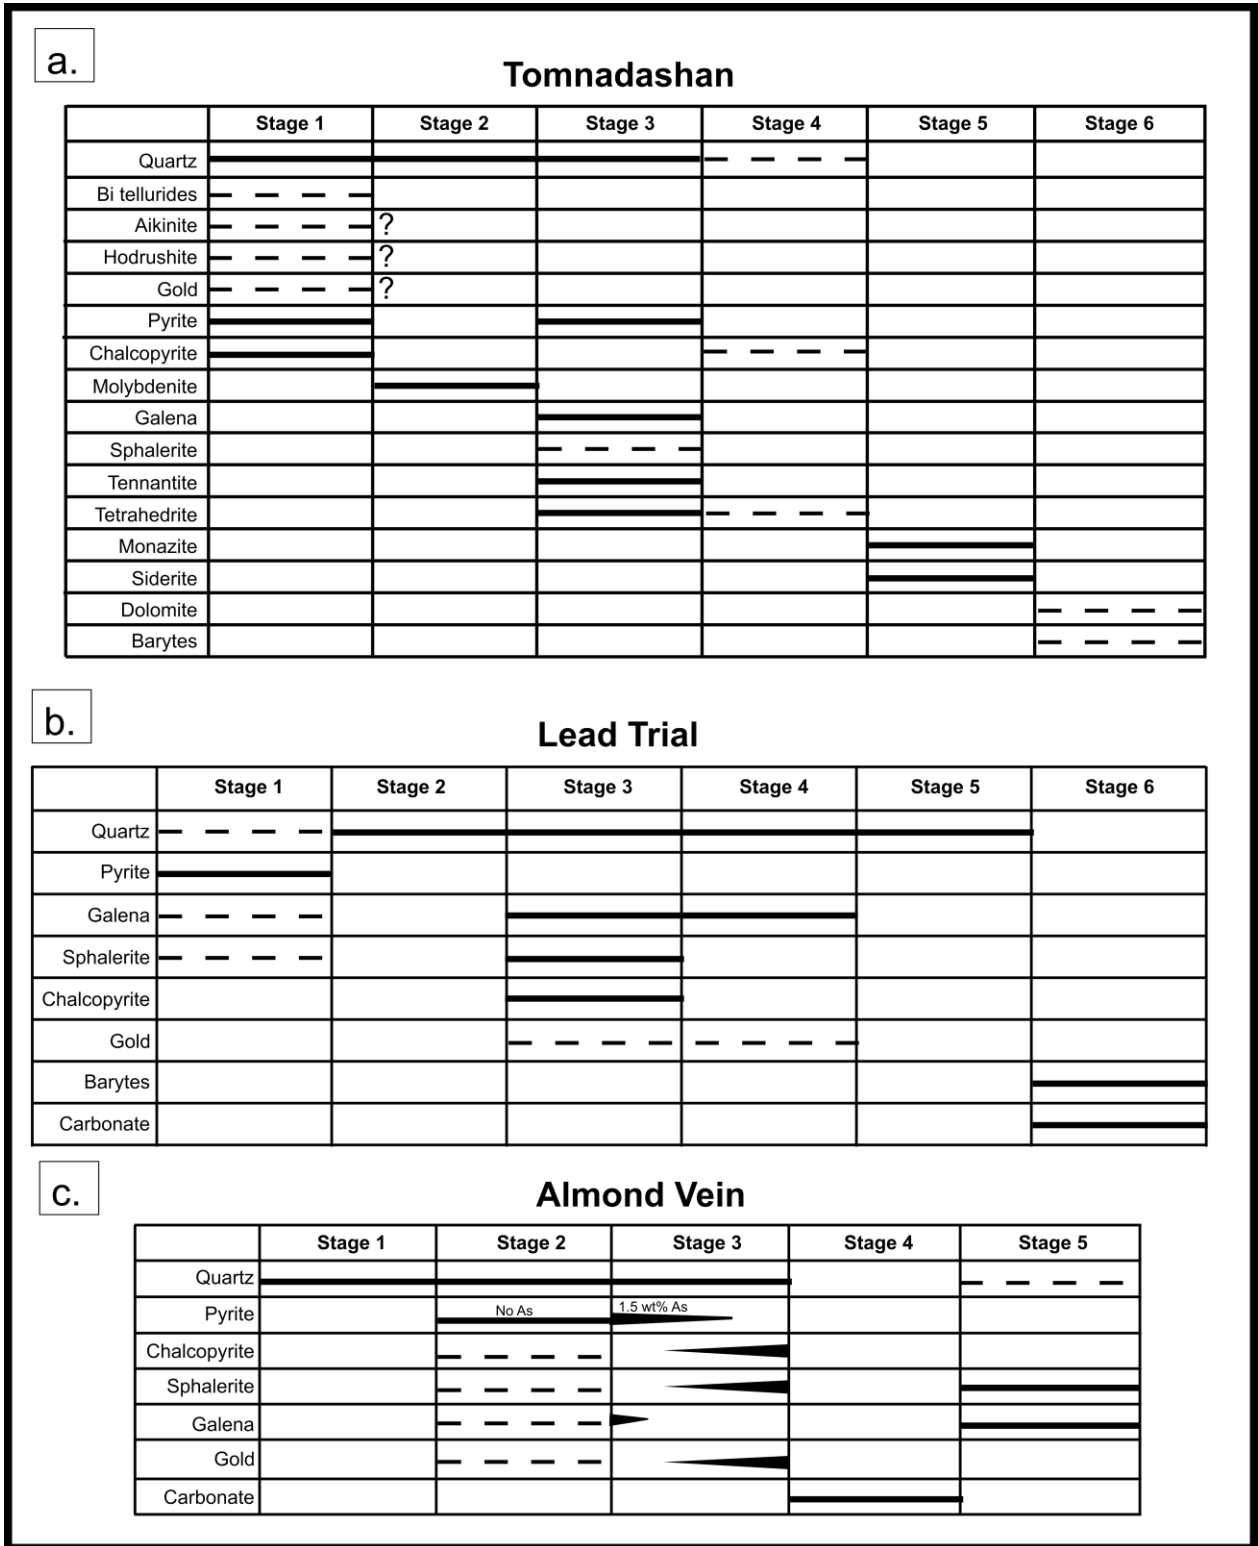 a.
Tomnadashan
Stage 1 Stage 2 Stage 3 Stage 4 Stage 5 Stage 6
Quartz
Bi tellurides
Aikinite ?
Hodrushite ?
Gold ?
Pyrite
Chalcopyrite
Molybdenite
Galena
Sphalerite
Tennantite
Tetrahedrite
Monazite
Siderite
Dolomite
Barytes
b.
Lead Trial
Stage 1 Stage 2 Stage 3 Stage 4 Stage 5 Stage 6
Quartz
Pyrite
Galena
Sphalerite
Chalcopyrite
Gold
Barytes
Carbonate
c.
Almond Vein
Stage 1 Stage 2 Stage 3 Stage 4 Stage 5
Quartz
Pyrite No As 1.5 wt% As
Chalcopyrite
Sphalerite
Galena
Gold
Carbonate